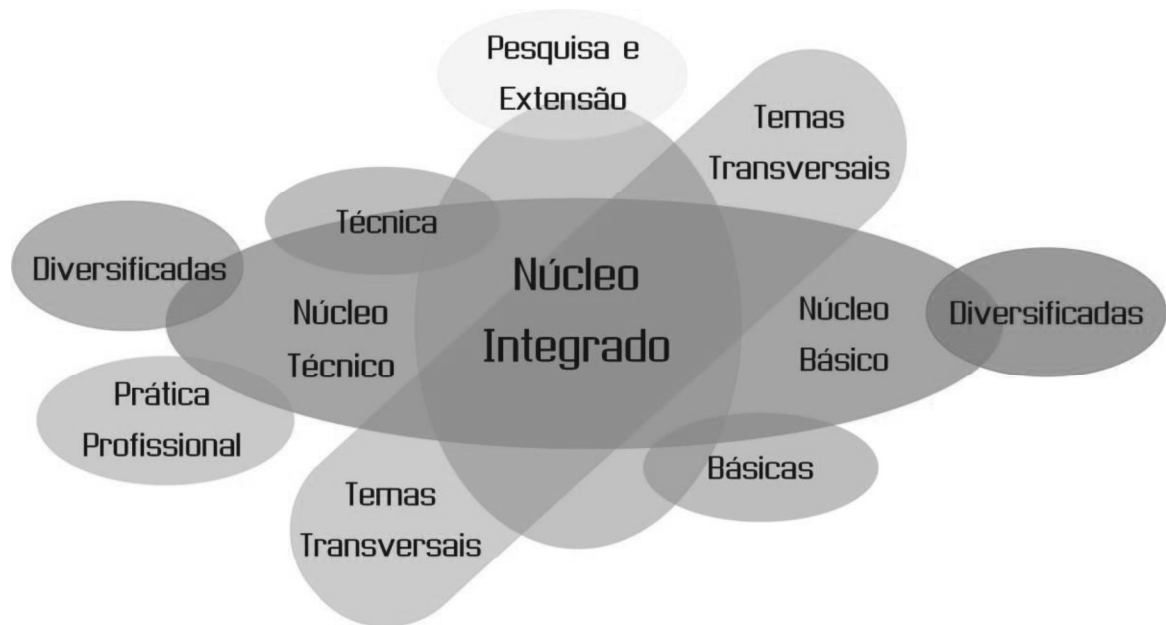 Pesquisa e
Extensão
Temas
Transversais
Técnica
Diversificadas
Núcleo
Integrado
Núcleo
Técnico
Núcleo
Básico
Diversificadas
Prática
Profissional
Básicas
Temas
Transversais